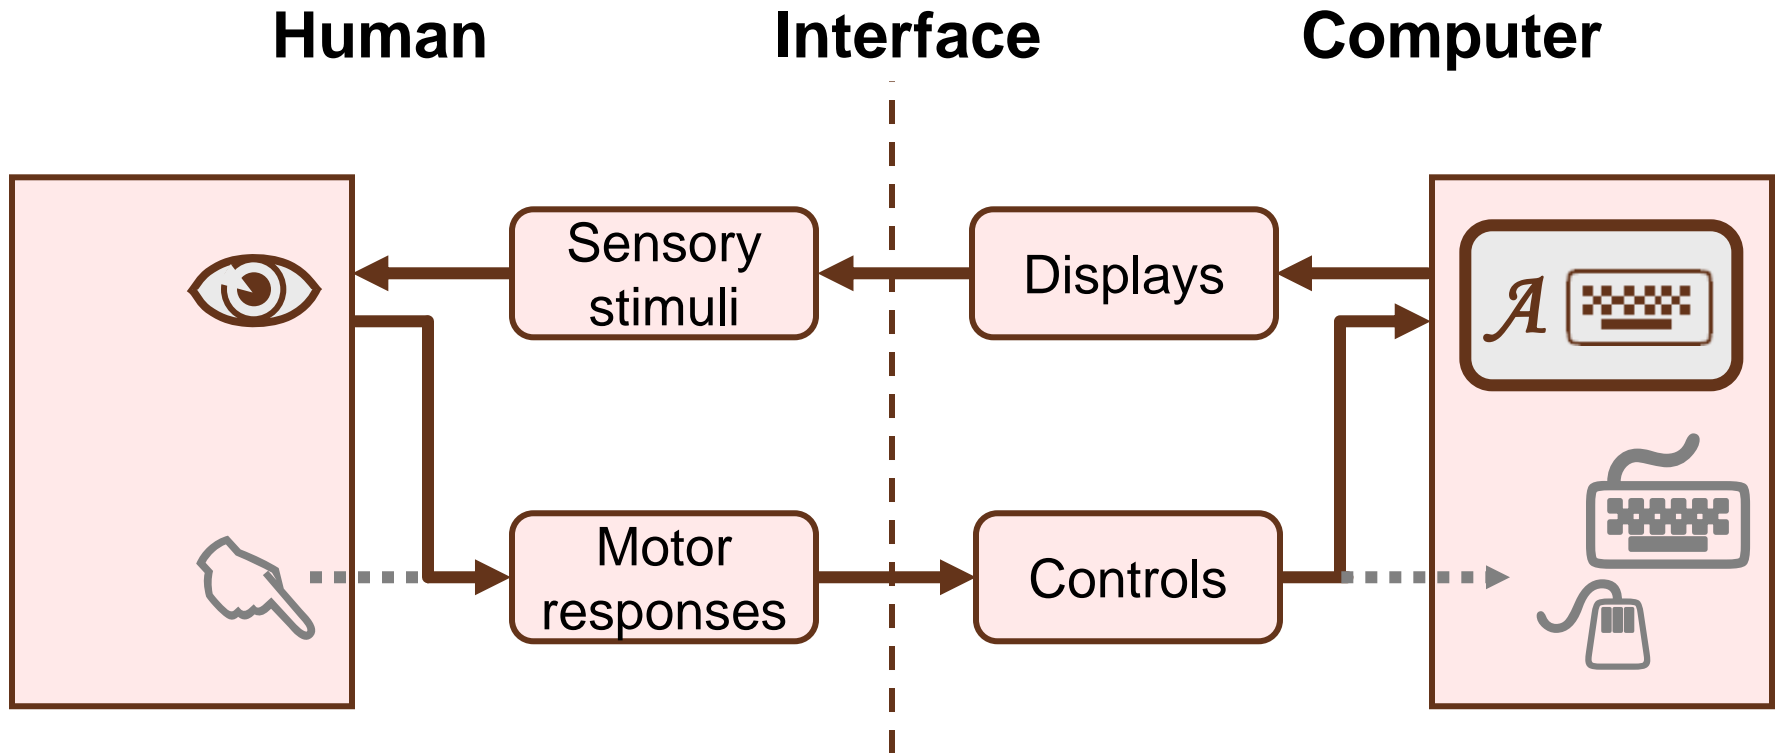 Human
Interface
Computer
Sensory
stimuli
Displays
A
Motor
responses
Controls